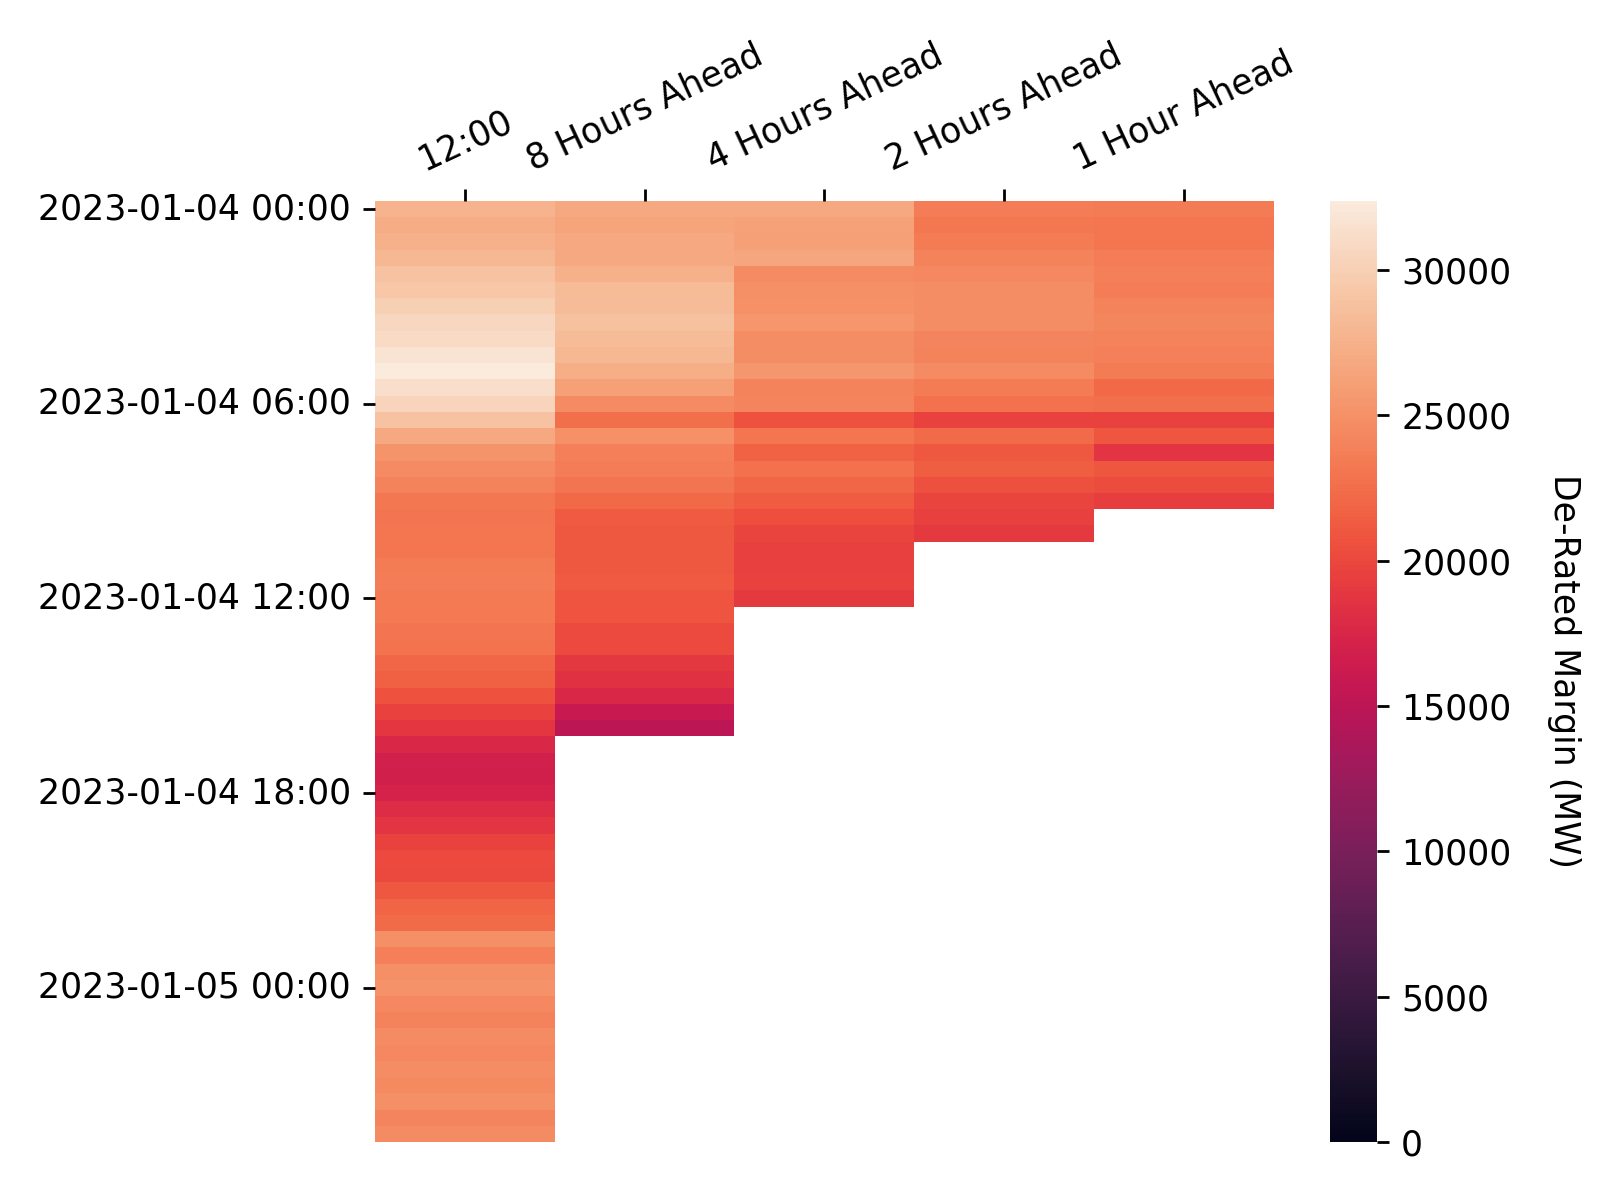 12:00
8 Hours Ahead
4 Hours Ahead
2 Hours Ahead
1 Hour Ahead
2023-01-04 00:00
2023-01-04 06:00
2023-01-04 12:00
2023-01-04 18:00
2023-01-05 00:00
30000
25000
20000
15000
10000
5000
0
De-Rated Margin (MW)